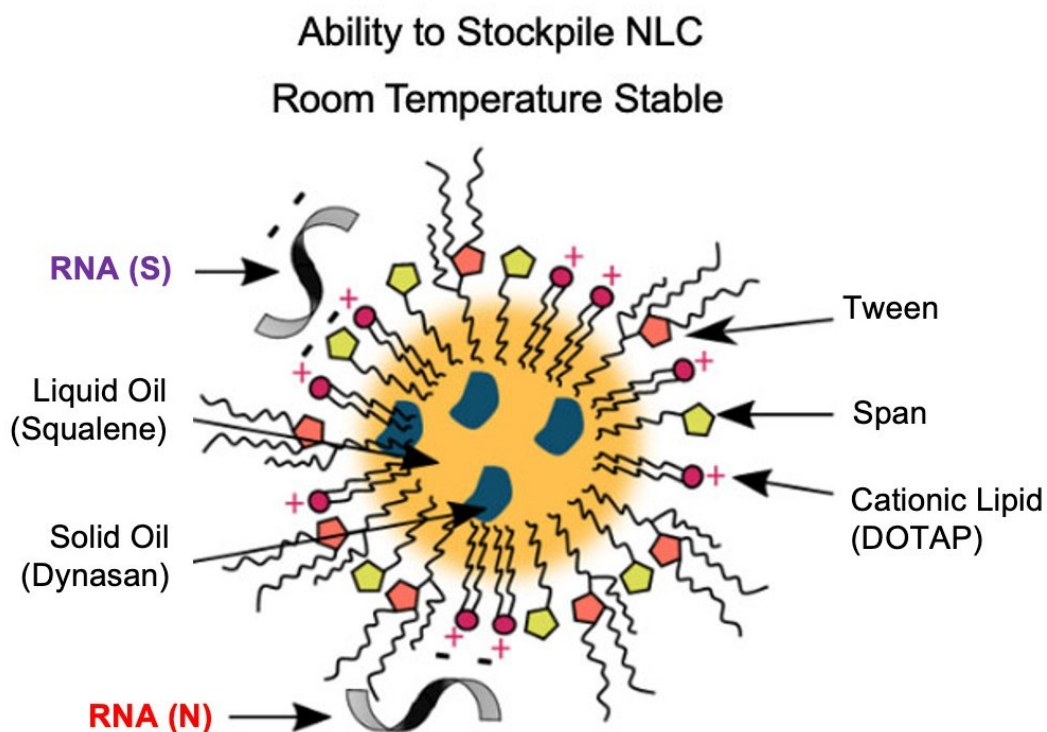 Ability to Stockpile NLC
Room Temperature Stable
RNA (S)
Liquid Oil
(Squalene)
Solid Oil
(Dynasan)
RNA (N)
Tween
Span
Cationic Lipid
(DOTAP)